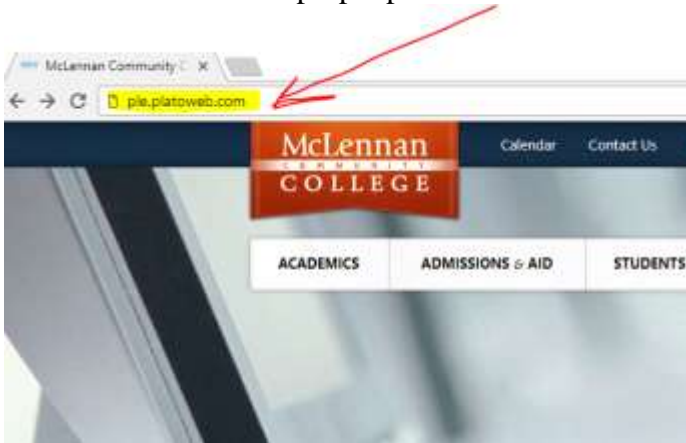 McLennan Community C
ple.platoweb.com
McLennan
COMMUNITY
COLLEGE
Calendar
Contact Us
ACADEMICS
ADMISSIONS & AID
STUDENTS